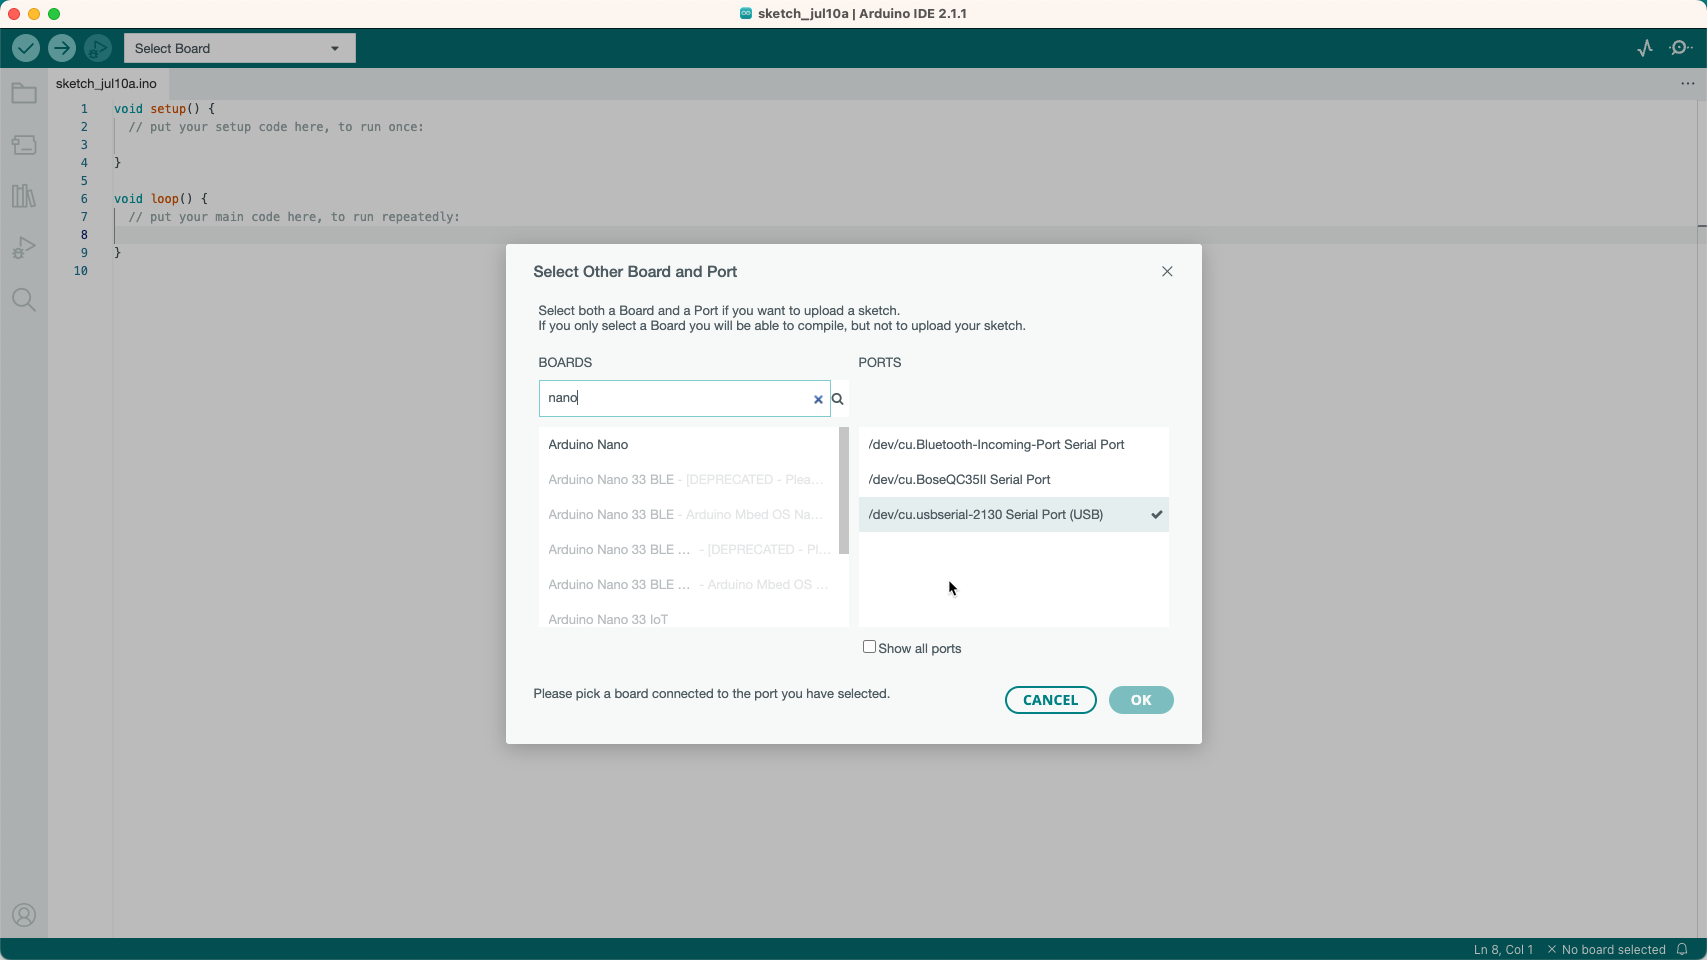 sketch_jul10a | Arduino IDE 2.1.1
Select Board
sketch_jul10a.ino
1 void setup() {
2 // put your setup code here, to run once:
3
4 }
5
6 void loop() {
7 // put your main code here, to run repeatedly:
8
9 }
10
Select Other Board and Port
Select both a Board and a Port if you want to upload a sketch.
If you only select a Board you will be able to compile, but not to upload your sketch.
BOARDS
nano
Arduino Nano
Arduino Nano 33 BLE - [DEPRECATED - Plea...
Arduino Nano 33 BLE - Arduino Mbed OS Na...
Arduino Nano 33 BLE ... - [DEPRECATED - Pl...
Arduino Nano 33 BLE ... - Arduino Mbed OS ...
Arduino Nano 33 IoT
PORTS
/dev/cu.Bluetooth-Incoming-Port Serial Port
/dev/cu.BoseQC35II Serial Port
/dev/cu.usbserial-2130 Serial Port (USB)
Show all ports
Please pick a board connected to the port you have selected.
CANCEL
OK
Ln 8, Col 1
No board selected